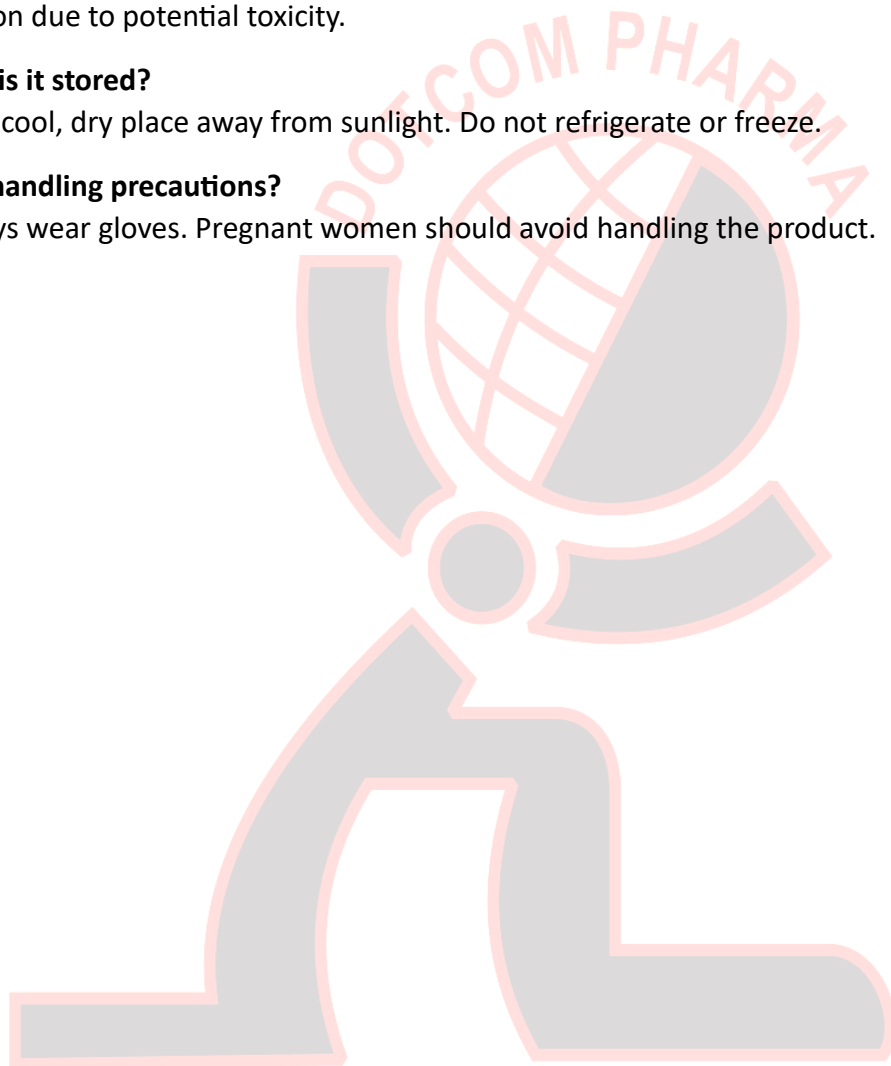 on due to potential toxicity.
is it stored?
cool, dry place away from sunlight. Do not refrigerate or freeze.
handling precautions?
ys wear gloves. Pregnant women should avoid handling the product.
DOTCOM PHARMA